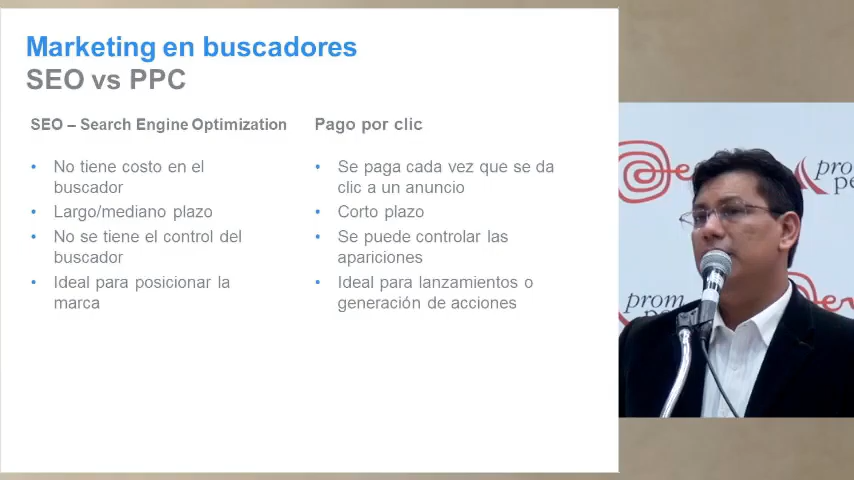 Marketing en buscadores
SEO vs PPC
SEO – Search Engine Optimization
• No tiene costo en el
buscador
• Largo/mediano plazo
• No se tiene el control del
buscador
• Ideal para posicionar la
marca
Pago por clic
• Se paga cada vez que se da
clic a un anuncio
• Corto plazo
• Se puede controlar las
apariciones
• Ideal para lanzamientos o
generación de acciones
pro
pe
prom